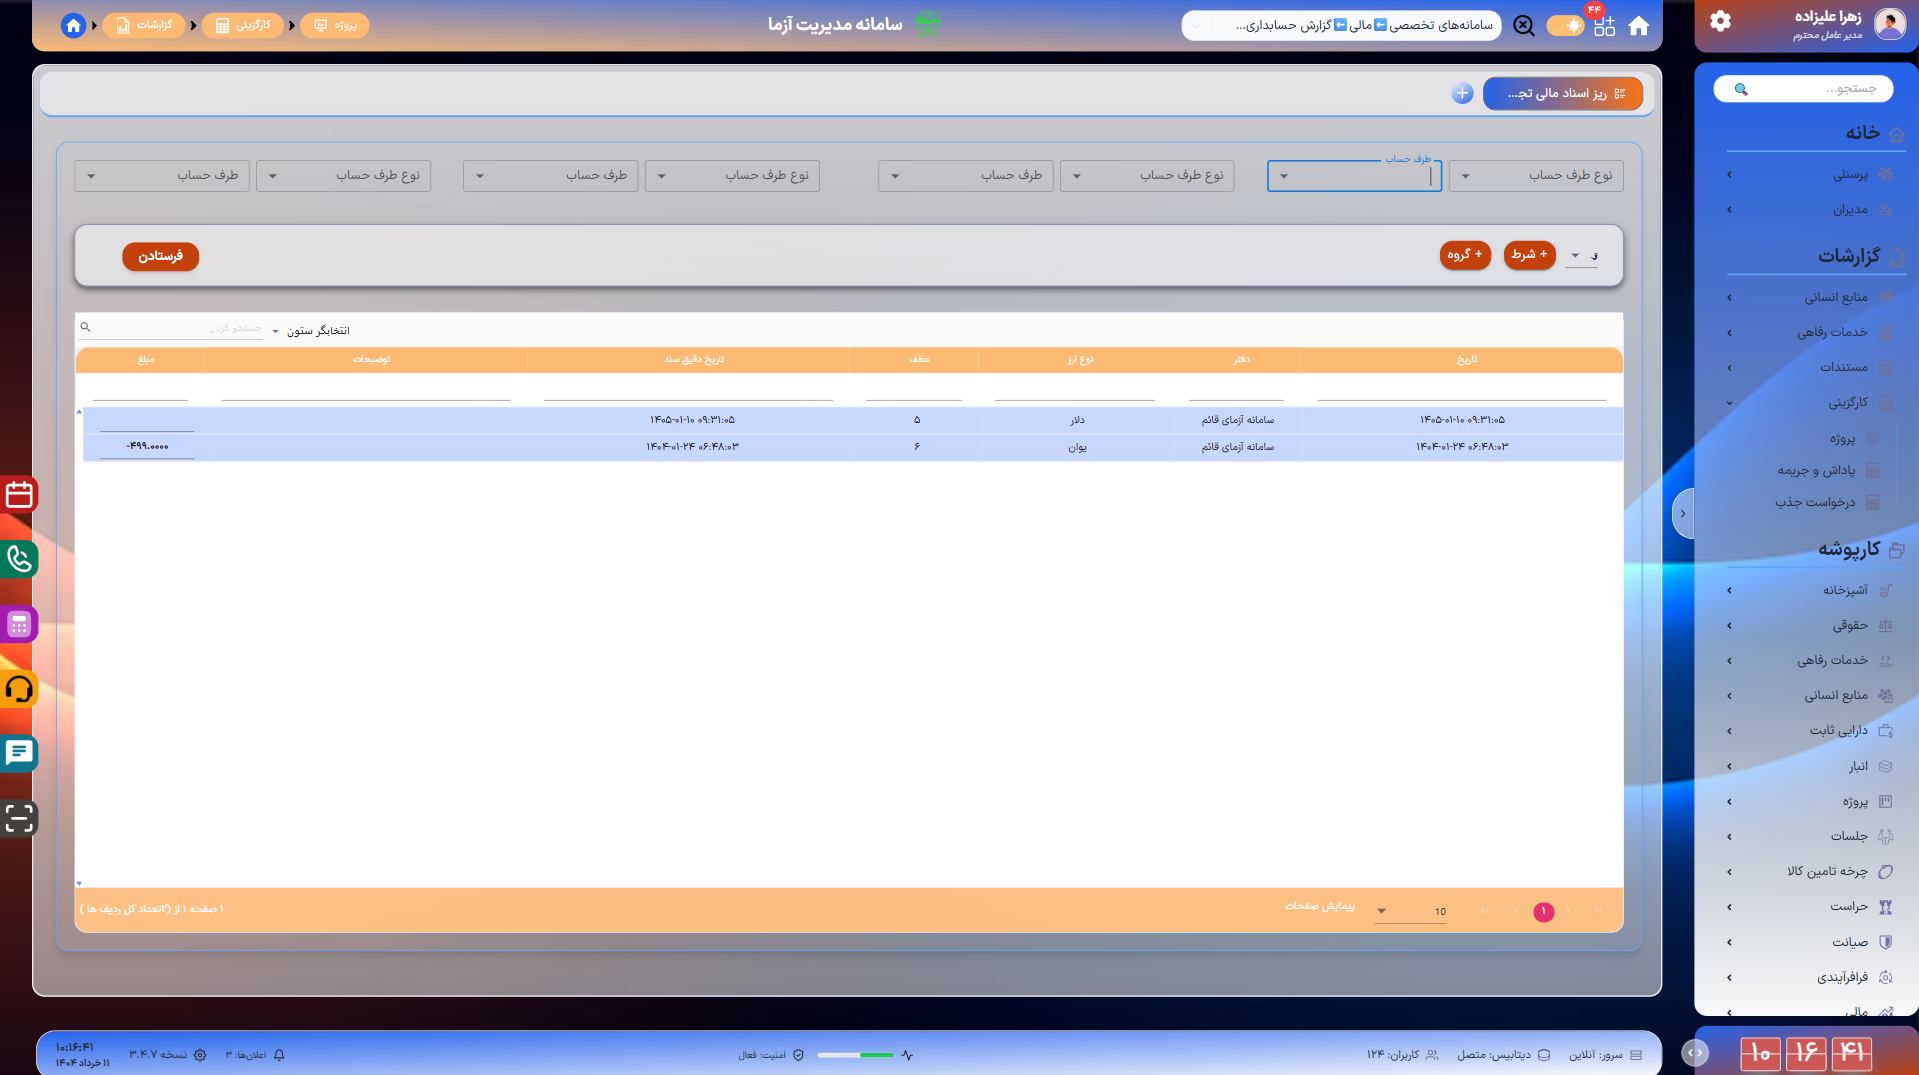 زهرا علیزاده
مدیر عامل محترم
۴۴
سامانه‌های تخصصی ⬅ مالی ⬅ گزارش حسابداری...
سامانه مدیریت آزما
پروژه
کارگزینی
گزارشات
جستجو...
خانه
پرسنلی
مدیران
گزارشات
منابع انسانی
خدمات رفاهی
مستندات
کارگزینی
پروژه
پاداش و جریمه
درخواست جذب
کارپوشه
آشپزخانه
حقوقی
خدمات رفاهی
منابع انسانی
دارایی ثابت
انبار
پروژه
جلسات
چرخه تامین کالا
حراست
صیانت
فرافرآیندی
مالی
ریز اسناد مالی تجـ...
نوع طرف حساب
طرف حساب
نوع طرف حساب
طرف حساب
نوع طرف حساب
طرف حساب
نوع طرف حساب
طرف حساب
+ شرط
+ گروه
فرستادن
انتخابگر ستون
جستجو کردن
تاریخ دفتر نوع ارز عطف تاریخ دقیق سند توضیحات مبلغ
۱۴۰۵-۰۱-۱۰ ۰۹:۳۱:۰۵ سامانه آزمای قائم دلار ۵ ۱۴۰۵-۰۱-۱۰ ۰۹:۳۱:۰۵
۱۴۰۴-۰۱-۲۴ ۰۶:۴۸:۰۳ سامانه آزمای قائم یوان ۶ ۱۴۰۴-۰۱-۲۴ ۰۶:۴۸:۰۳ -۴۹۹.۰۰۰۰
۱
10
پیمایش صفحات
۱ صفحه ۱ از (۲تعداد کل ردیف ها )
سرور: آنلاین
دیتابیس: متصل
کاربران: ۱۲۴
امنیت: فعال
اعلان‌ها: ۳
نسخه ۳.۴.۷
۱۰:۱۶:۴۱
۱۱ خرداد ۱۴۰۴
۱۰ ۱۶ ۴۱